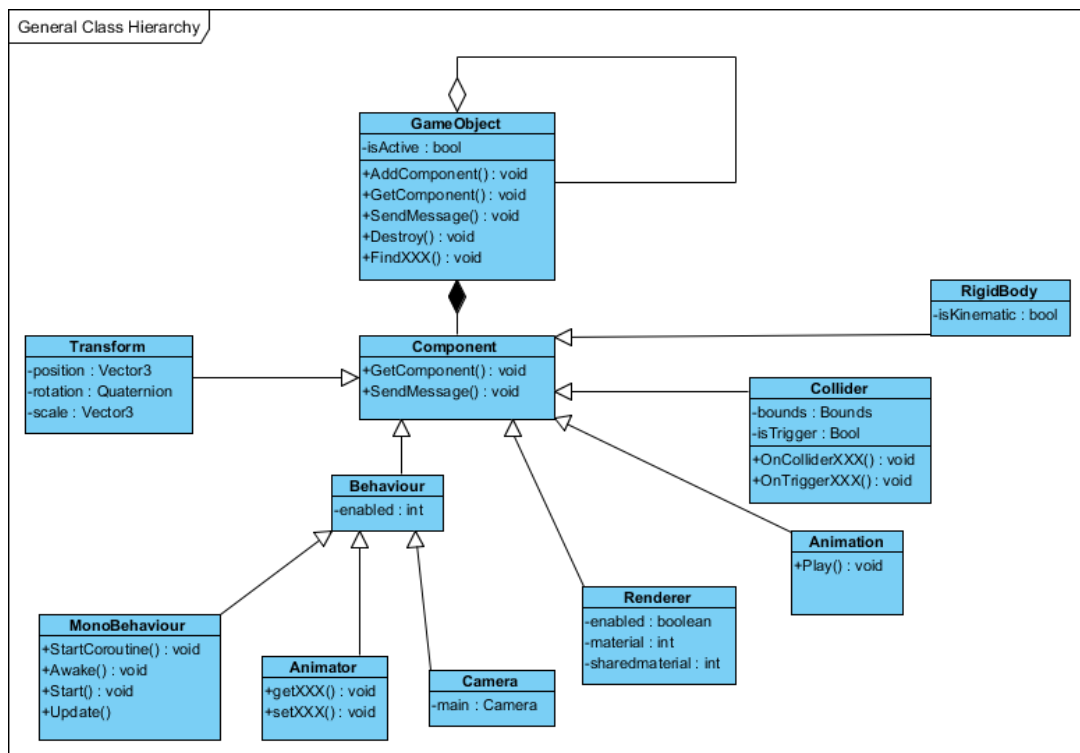 General Class Hierarchy
GameObject
-isActive : bool
+AddComponent() : void
+GetComponent() : void
+SendMessage() : void
+Destroy() : void
+FindXXX() : void
RigidBody
-isKinematic : bool
Transform
-position : Vector3
-rotation : Quaternion
-scale : Vector3
Component
+GetComponent() : void
+SendMessage() : void
Collider
-bounds : Bounds
-isTrigger : Bool
+OnColliderXXX() : void
+OnTriggerXXX() : void
Behaviour
-enabled : int
Animation
+Play() : void
MonoBehaviour
+StartCoroutine() : void
+Awake() : void
+Start() : void
+Update()
Animator
+getXXX() : void
+setXXX() : void
Camera
-main : Camera
Renderer
-enabled : boolean
-material : int
-sharedmaterial : int